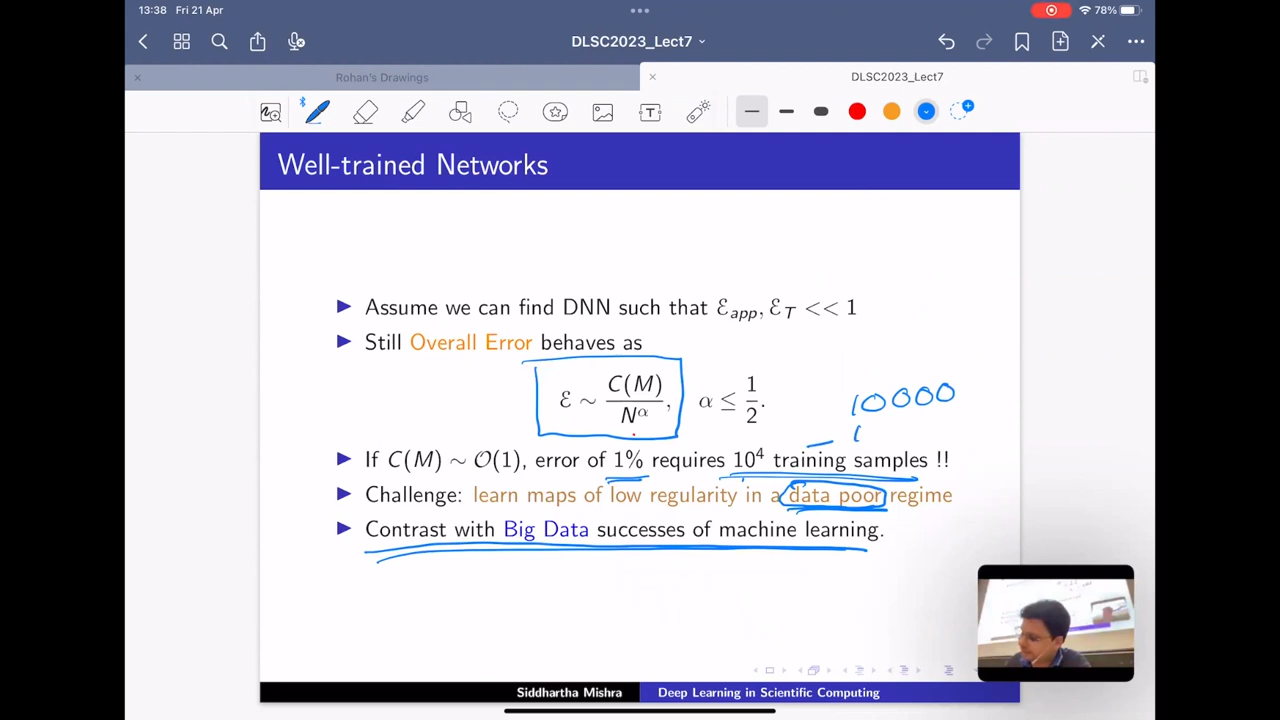 13:38 Fri 21 Apr
78%
DLSC2023_Lect7
Rohan's Drawings
DLSC2023_Lect7
Well-trained Networks
Assume we can find DNN such that ℰ_app, ℰ_T << 1
Still Overall Error behaves as
ℰ ∼ C(M)/N^α, α ≤ 1/2.
10000
If C(M) ∼ O(1), error of 1% requires 10⁴ training samples !!
Challenge: learn maps of low regularity in a data poor regime
Contrast with Big Data successes of machine learning.
Siddhartha Mishra
Deep Learning in Scientific Computing